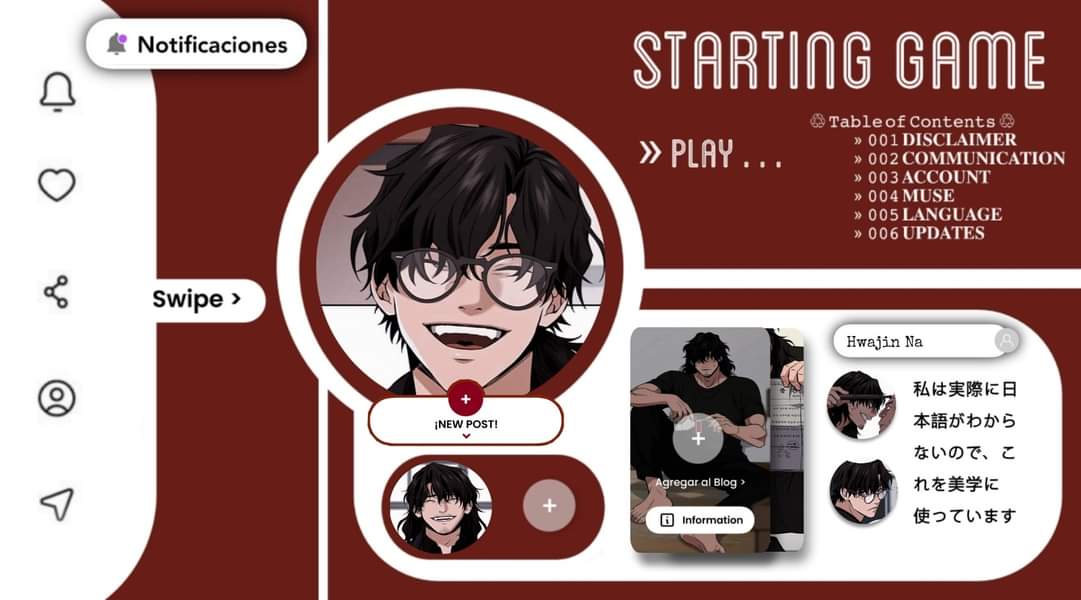 Notificaciones
Swipe >
STARTING GAME
» PLAY . . .
♲ Table of Contents ♲
» 001 DISCLAIMER
» 002 COMMUNICATION
» 003 ACCOUNT
» 004 MUSE
» 005 LANGUAGE
» 006 UPDATES
¡NEW POST!
Agregar al Blog >
Information
Hwajin Na
私は実際に日
本語がわから
ないので、こ
れを美学に
使っています